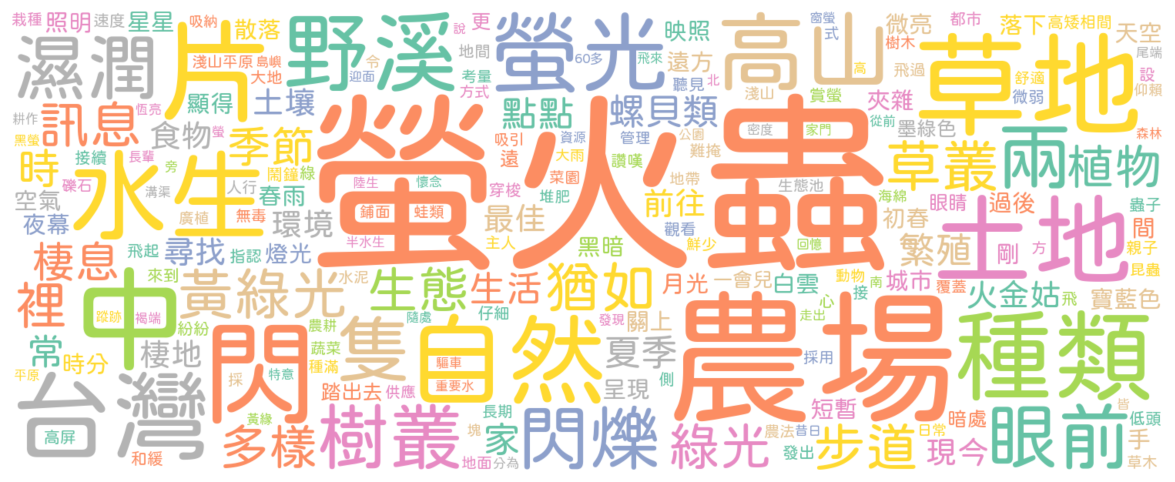 栽種
照明
速度
星星
吸納
散落
片
野溪
說
更
地間
迎面
令
考量
方式
螢光
60多
飛來
映照
遠方
聽見
北
高山
淺山
高
窗螢
式
樹木
微亮
飛過
都市
落下
高矮相間
天空
尾端
設
仰賴
舒適
微弱
草地
濕潤
淺山平原
島嶼
大地
顯得
土壤
恆亮
耕作
訊息
黑螢
接續
長輩
食物
螢
季節
旁
鬧鐘
綠
時
水生
礫石
溝渠
人行
春雨
空氣
夜幕
廣植
無毒
環境
螢火蟲
陸生
懷念
鋪面
蛙類
半水生
密度
家門
生態池
回憶
點點
吸引
資源
遠
大雨
讚嘆
菜園
穿梭
堆肥
最佳
主人
黑暗
螺貝類
管理
公園
難掩
地帶
前往
觀看
鮮少
賞螢
夾雜
從前
墨綠色
森林
草叢
兩
植物
海綿
眼睛
初春
過後
蟲子
間
土地
剛
方
親子
昆蟲
繁殖
棲息
飛起
尋找
指認
燈光
來到
水泥
裡
中
蹤跡
褐端
黃綠光
紛紛
農耕
生態
隨處
仔細
生活
猶如
發現
月光
一會兒
關上
白雲
心
走出
動物
接
南
城市
覆蓋
火金姑
飛
寶藍色
常
時分
平原
棲地
蔬菜
種滿
採
特意
閃
隻
自然
驅車
重要水
夏季
呈現
側
農場
採用
種類
台灣
高屏
和緩
黃綠
多樣
踏出去
供應
樹叢
長期
家
塊
地面
分為
閃爍
綠光
短暫
農法
昔日
發出
步道
日常
暗處
現今
眼前
皆
低頭
手
草木